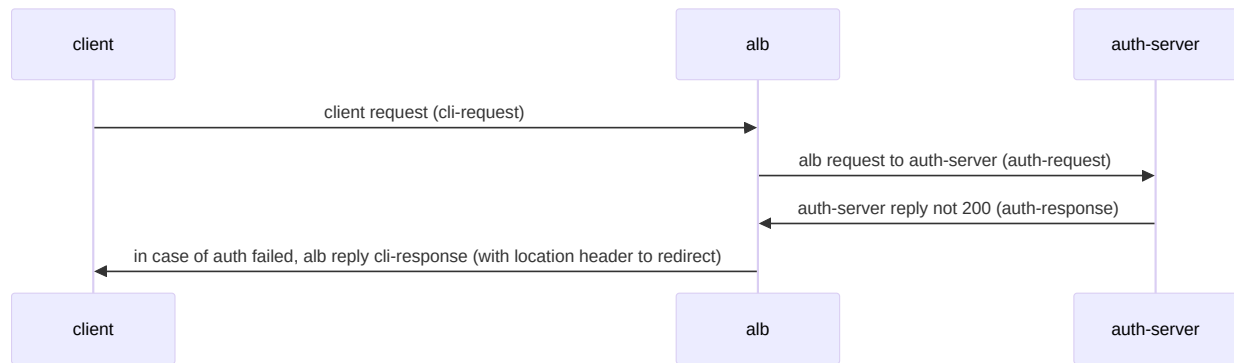 client
alb
auth-server
client request (cli-request)
alb request to auth-server (auth-request)
auth-server reply not 200 (auth-response)
in case of auth failed, alb reply cli-response (with location header to redirect)
client
alb
auth-server